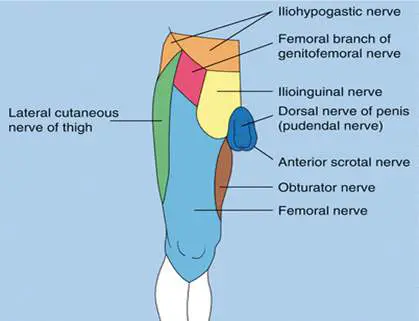 Iliohypogastic nerve
Femoral branch of
genitofemoral nerve
Ilioinguinal nerve
Lateral cutaneous
nerve of thigh
Dorsal nerve of penis
(pudendal nerve)
Anterior scrotal nerve
Obturator nerve
Femoral nerve